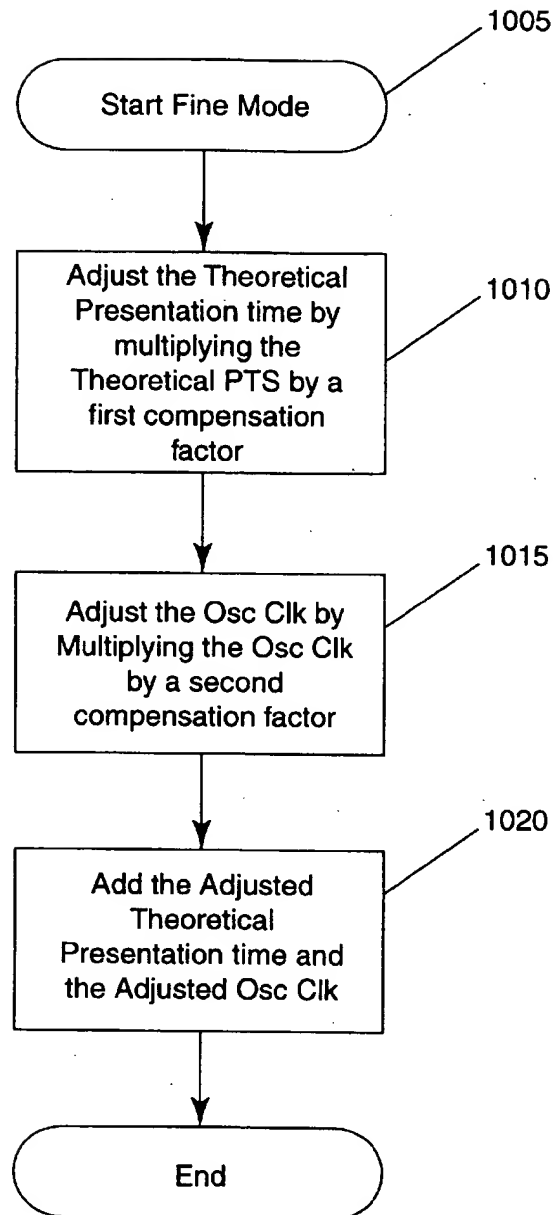 1005
Start Fine Mode
1010
Adjust the Theoretical
Presentation time by
multiplying the
Theoretical PTS by a
first compensation
factor
1015
Adjust the Osc Clk by
Multiplying the Osc Clk
by a second
compensation factor
1020
Add the Adjusted
Theoretical
Presentation time and
the Adjusted Osc Clk
End